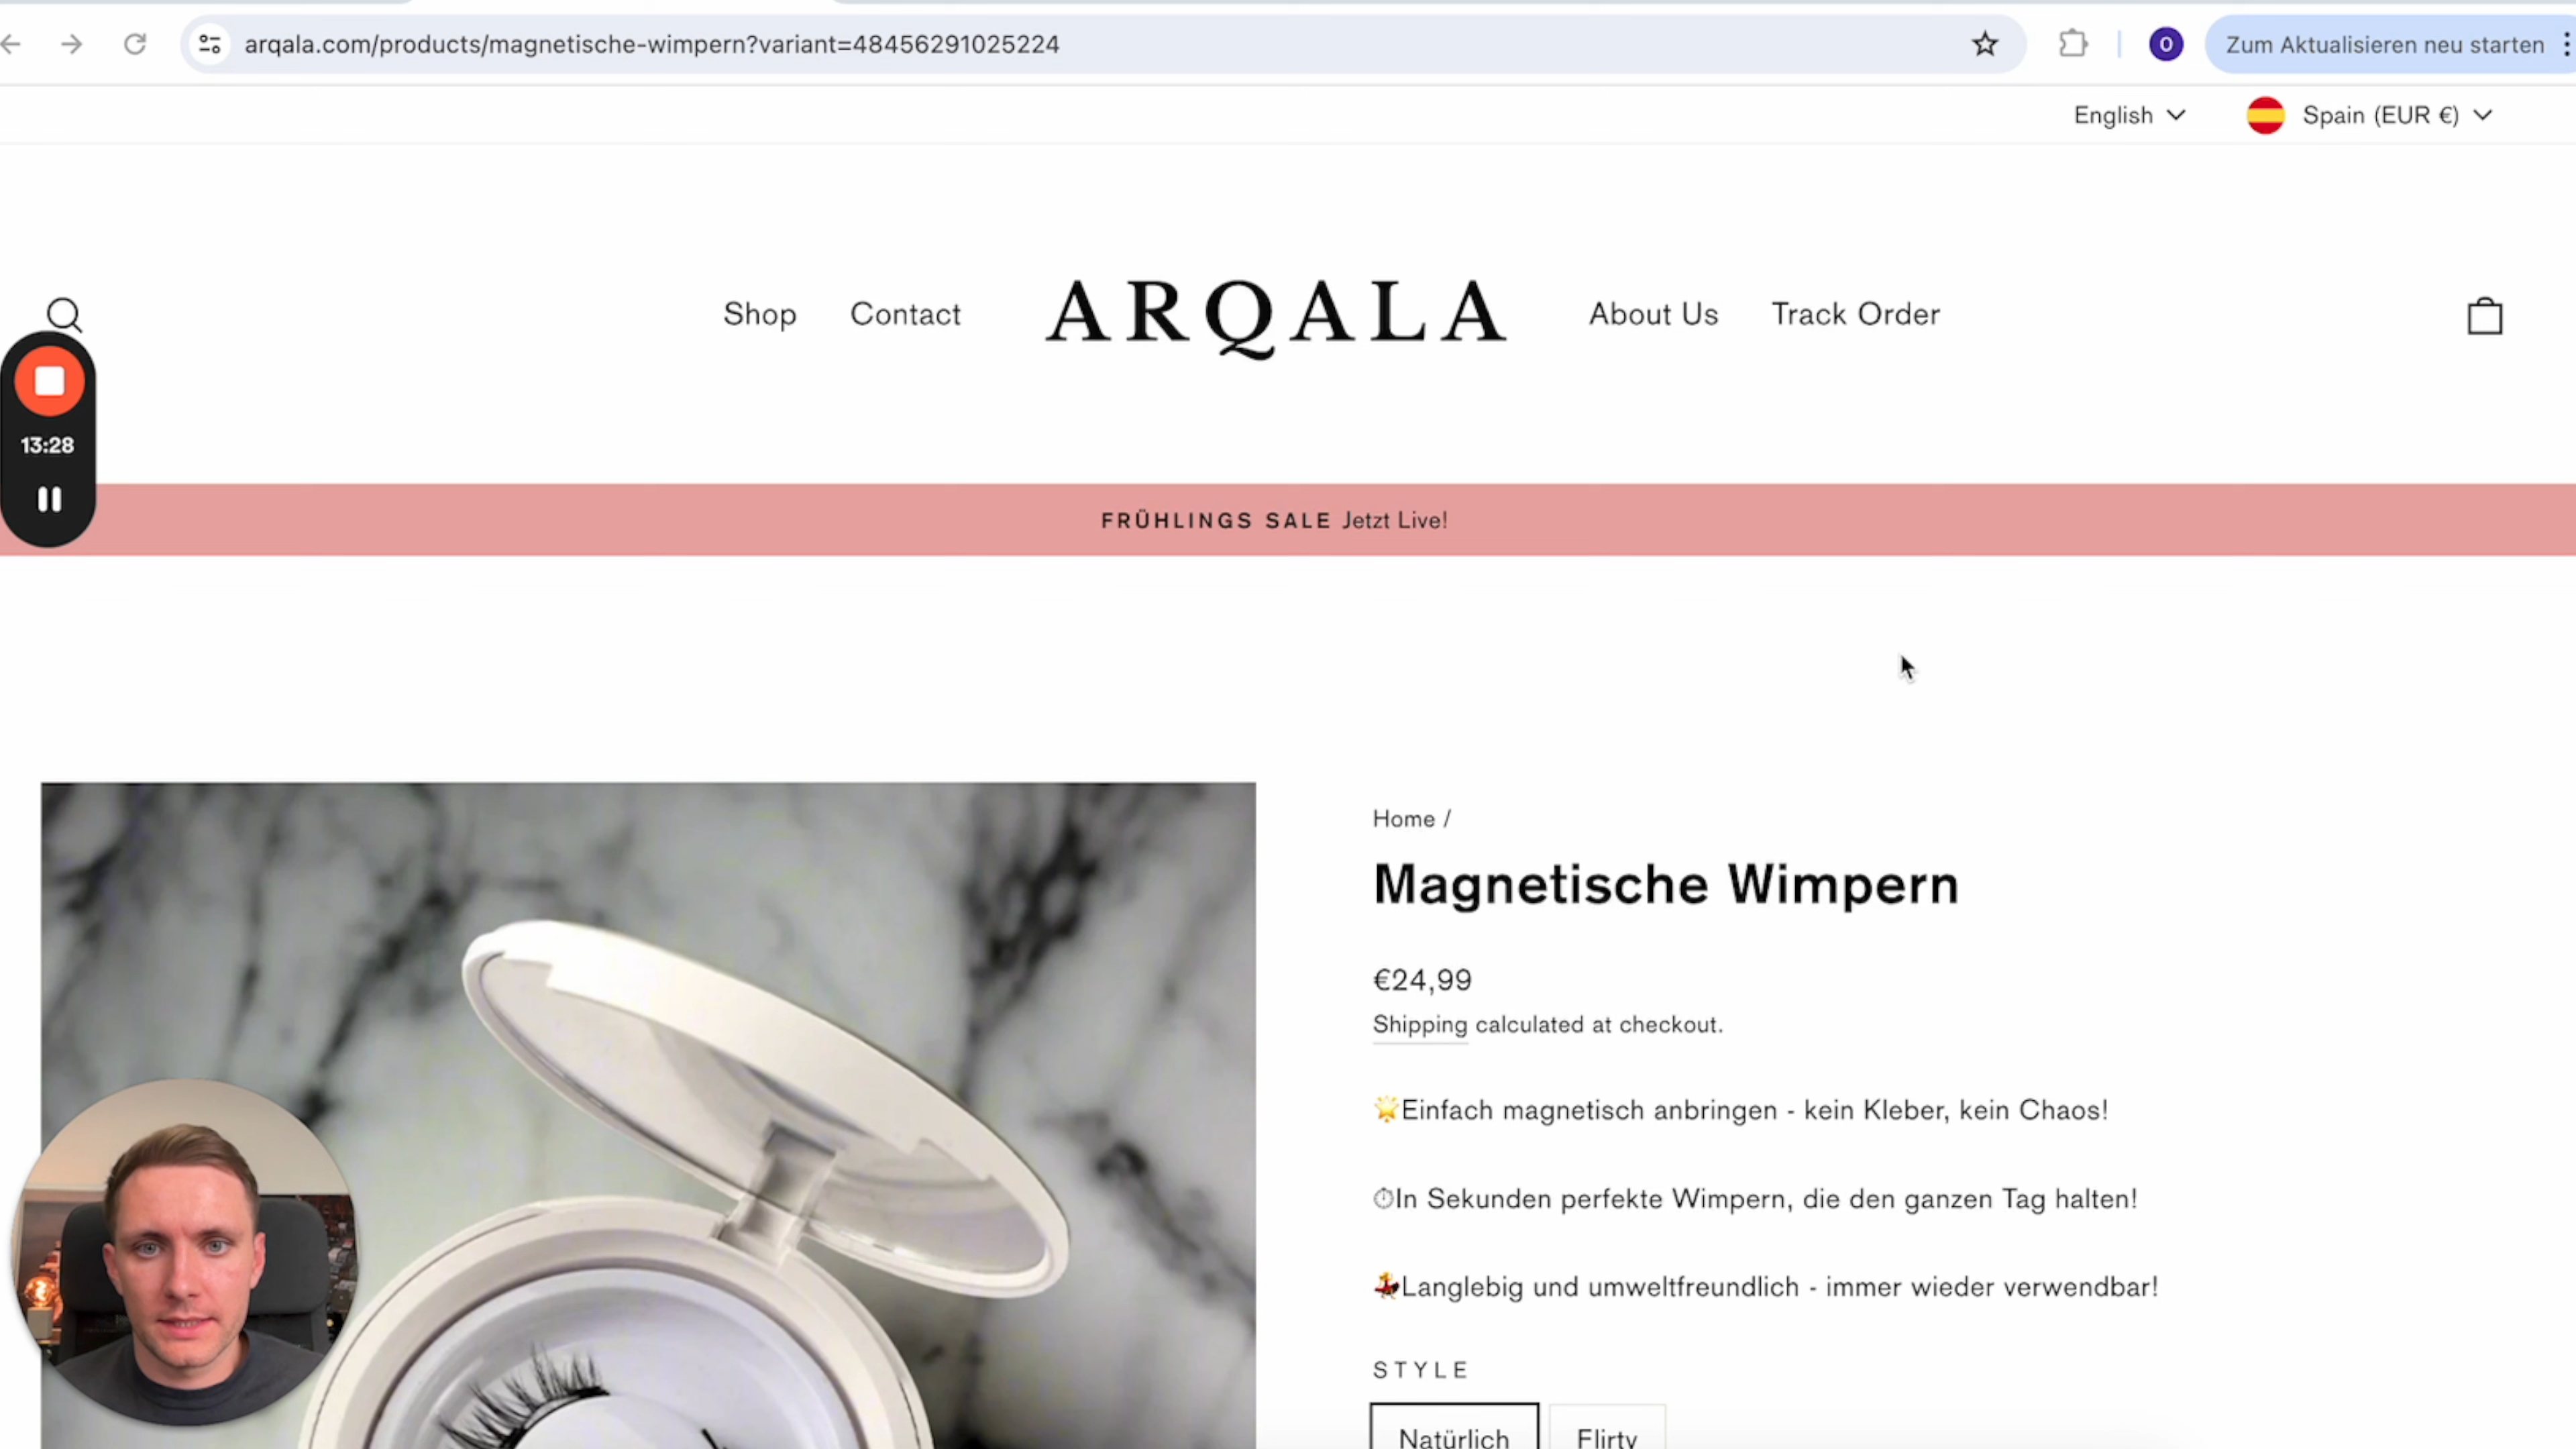 arqala.com/products/magnetische-wimpern?variant=48456291025224
O
Zum Aktualisieren neu starten
English
Spain (EUR €)
Shop
Contact
ARQALA
About Us
Track Order
13:28
FRÜHLINGS SALE Jetzt Live!
Home /
Magnetische Wimpern
€24,99
Shipping calculated at checkout.
🌟Einfach magnetisch anbringen - kein Kleber, kein Chaos!
⏱In Sekunden perfekte Wimpern, die den ganzen Tag halten!
💃Langlebig und umweltfreundlich - immer wieder verwendbar!
STYLE
Natürlich
Flirty